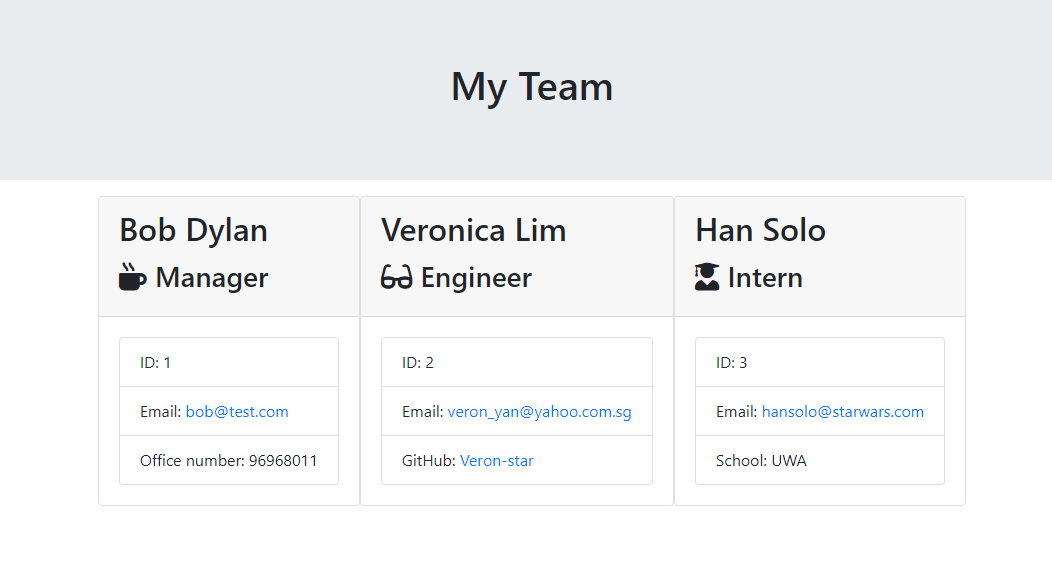 My Team
Bob Dylan
Manager
ID: 1
Email: bob@test.com
Office number: 96968011
Veronica Lim
Engineer
ID: 2
Email: veron_yan@yahoo.com.sg
GitHub: Veron-star
Han Solo
Intern
ID: 3
Email: hansolo@starwars.com
School: UWA